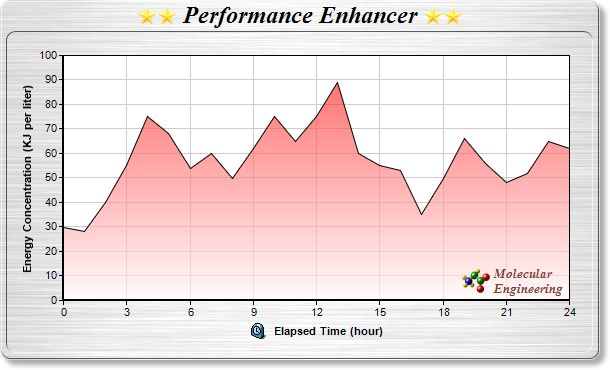 Performance Enhancer
100
90
80
70
60
50
40
30
20
10
0
Energy Concentration (KJ per liter)
0 3 6 9 12 15 18 21 24
Elapsed Time (hour)
Molecular
Engineering